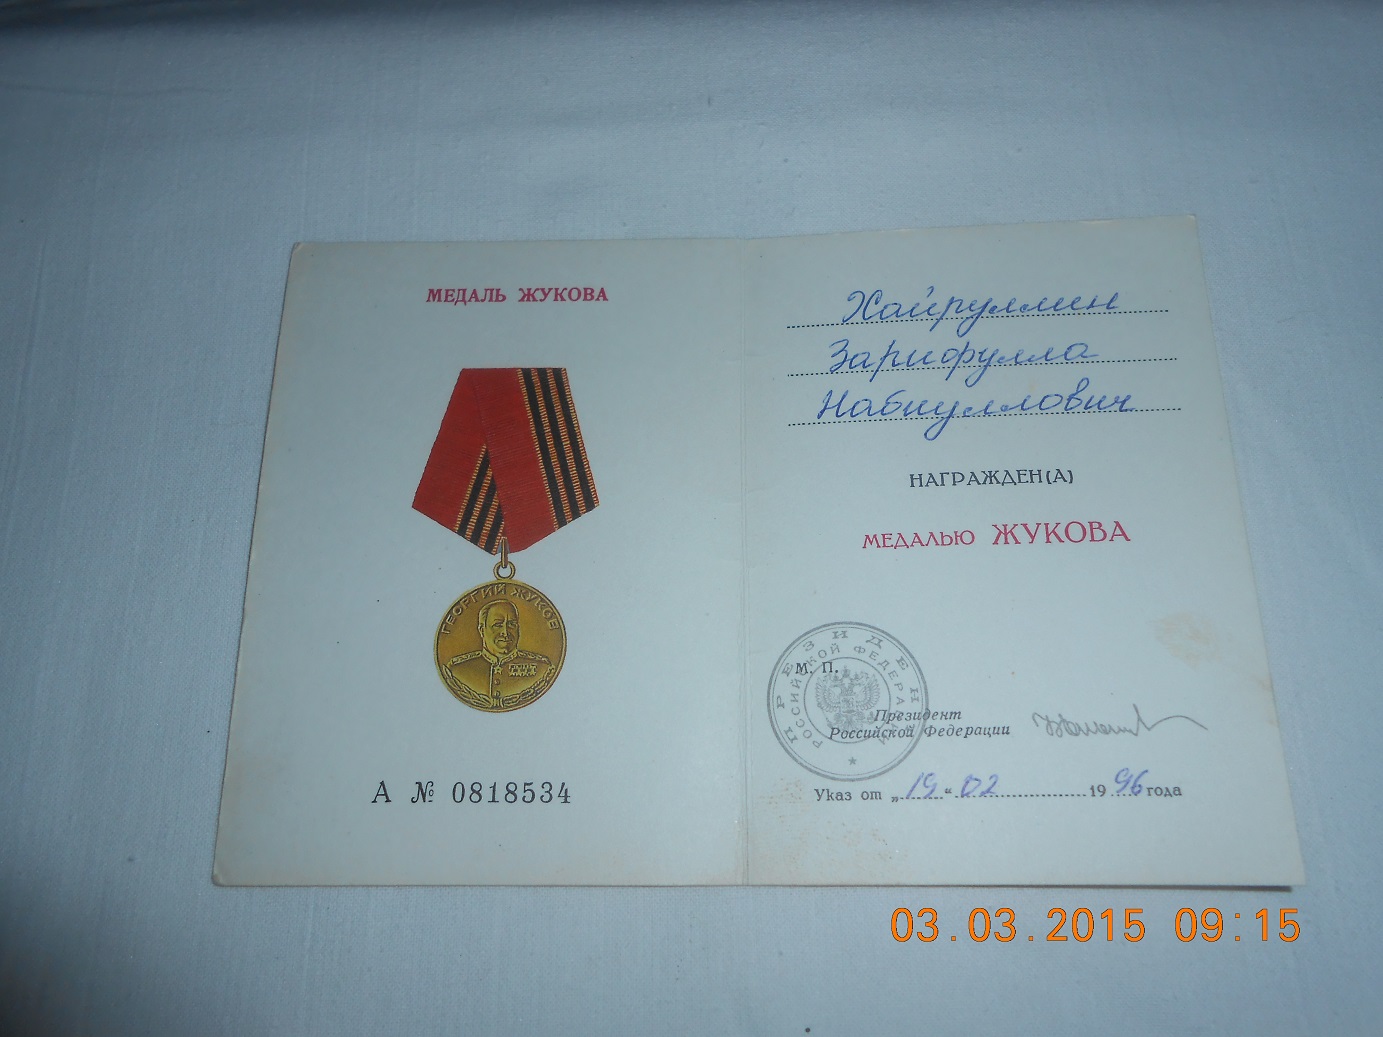 МЕДАЛЬ ЖУКОВА
ГЕОРГИЙ ЖУКОВ
А № 0818534
Хайруллин
Зарифулла
Набиуллович
НАГРАЖДЕН(А)
МЕДАЛЬЮ ЖУКОВА
ПРЕЗИДЕНТ
РОССИЙСКОЙ ФЕДЕРАЦИИ
М. П.
Президент
Российской Федерации
Указ от „19“ 02 1996 года
03.03.2015 09:15